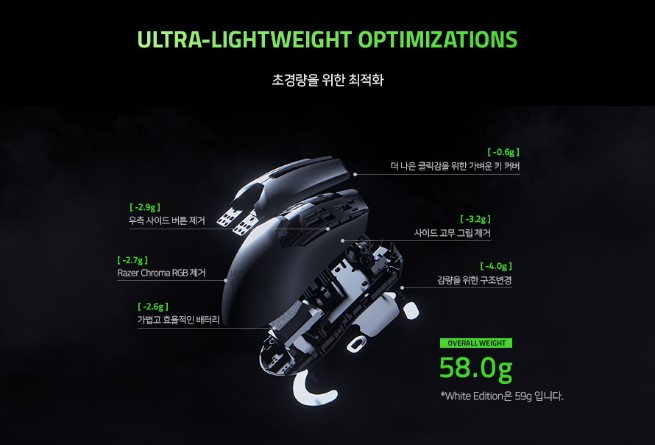 ULTRA-LIGHTWEIGHT OPTIMIZATIONS
초경량을 위한 최적화
[ -0.6g ]
더 나은 클릭감을 위한 가벼운 키 커버
[ -2.9g ]
우측 사이드 버튼 제거
[ -3.2g ]
사이드 고무 그립 제거
[ -2.7g ]
Razer Chroma RGB 제거
[ -4.0g ]
감량을 위한 구조변경
[ -2.6g ]
가볍고 효율적인 배터리
OVERALL WEIGHT
58.0g
*White Edition은 59g 입니다.